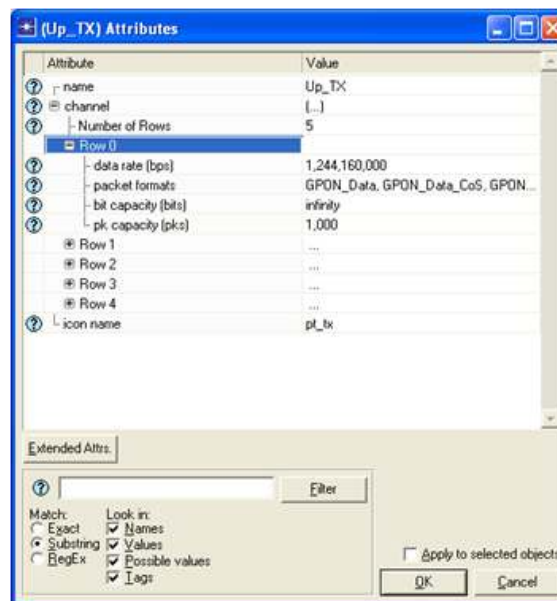 (Up_TX) Attributes
Attribute Value
name Up_TX
channel (...)
Number of Rows 5
Row 0
data rate (bps) 1,244,160,000
packet formats GPON_Data, GPON_Data_CoS, GPON...
bit capacity (bits) infinity
pk capacity (pks) 1,000
Row 1 ...
Row 2 ...
Row 3 ...
Row 4 ...
icon name pt_tx
Extended Attrs.
Filter
Match: Look in:
Exact Names
Substring Values
RegEx Possible values
Tags
Apply to selected objects
OK Cancel